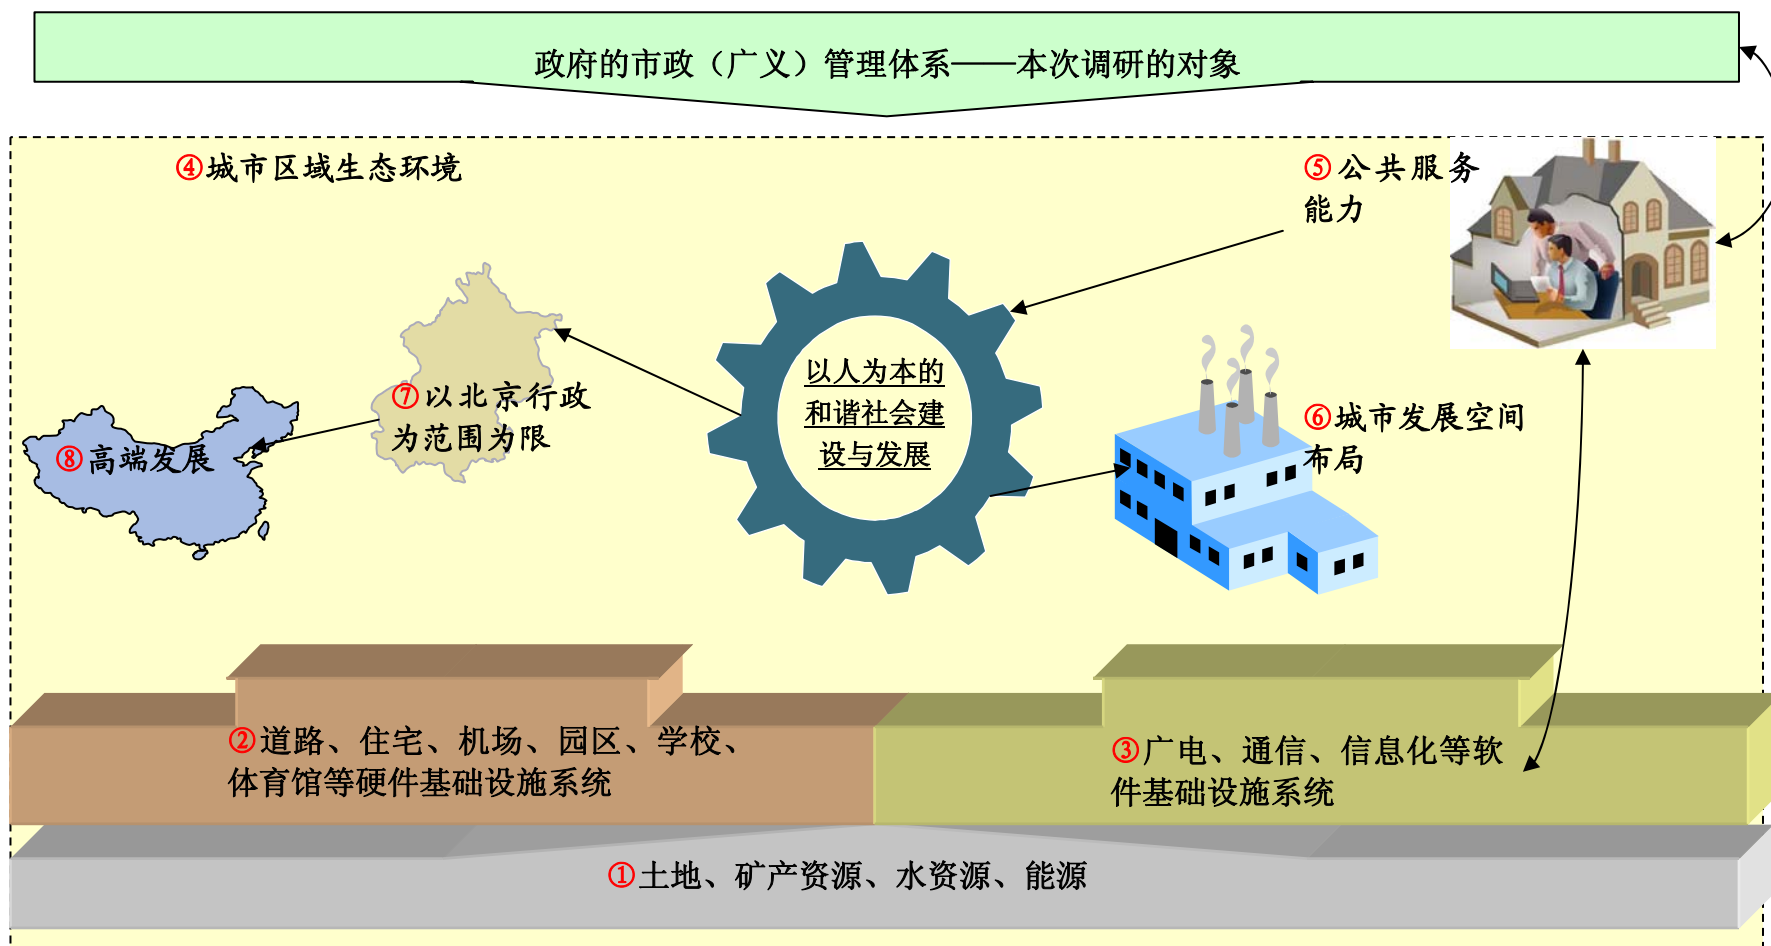 政府的市政（广义）管理体系——本次调研的对象
④城市区域生态环境
⑤公共服务
能力
以人为本的
和谐社会建
设与发展
⑦以北京行政
为范围为限
⑧高端发展
⑥城市发展空间
布局
②道路、住宅、机场、园区、学校、
体育馆等硬件基础设施系统
③广电、通信、信息化等软
件基础设施系统
①土地、矿产资源、水资源、能源